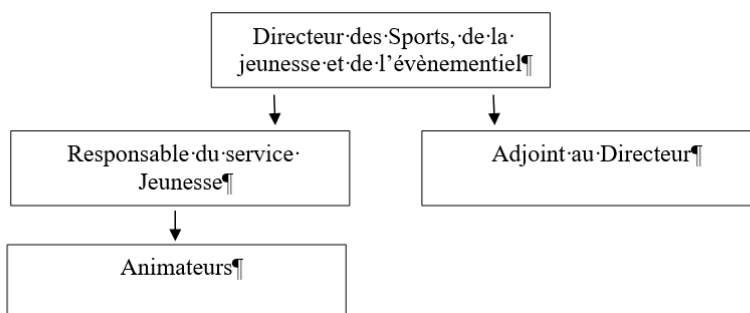 Directeur·des·Sports,·de·la·
jeunesse·et·de·l’évènementiel¶
Responsable·du·service·
Jeunesse¶
Adjoint·au·Directeur¶
Animateurs¶